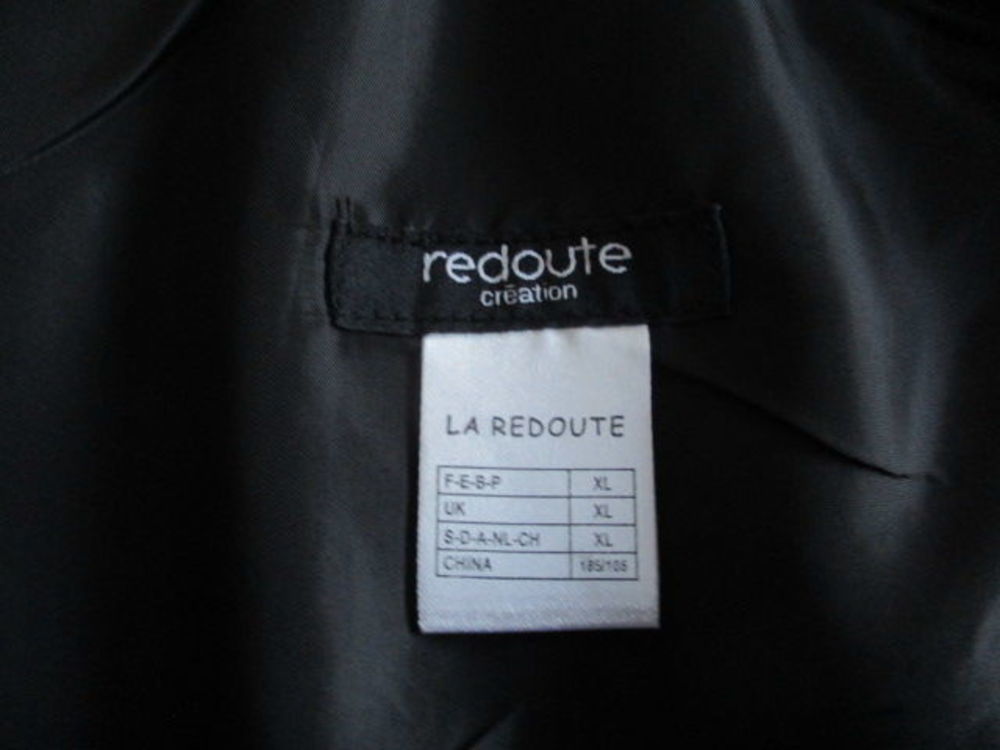 redoute
création
LA REDOUTE
F-E-B-P XL
UK XL
S-D-A-NL-CH XL
CHINA 185/105